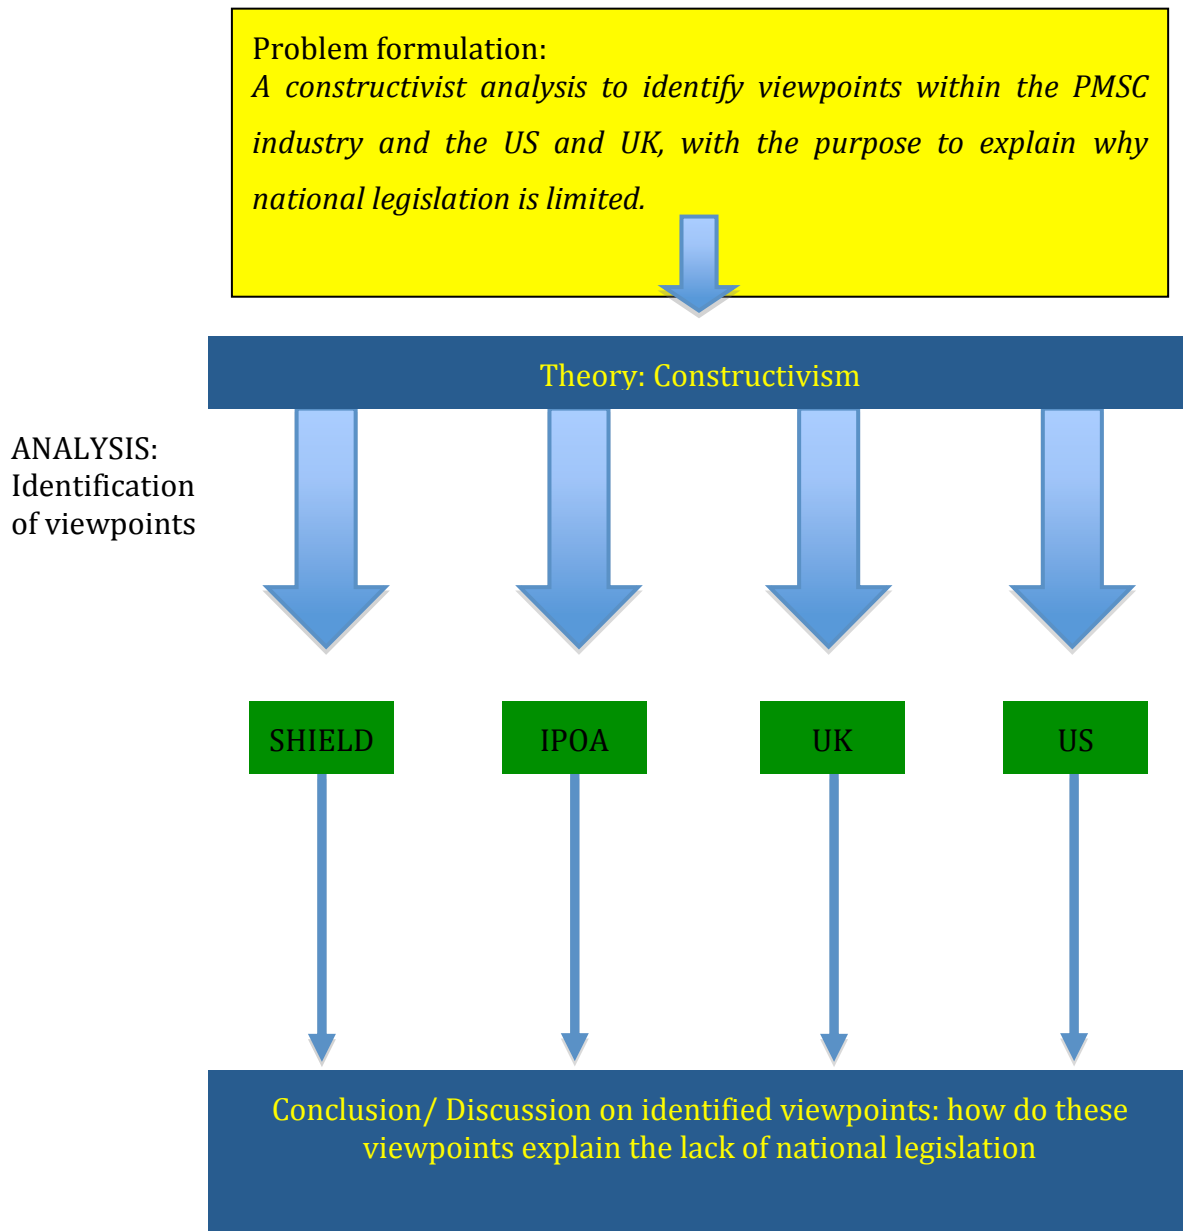 Problem formulation:
A constructivist analysis to identify viewpoints within the PMSC
industry and the US and UK, with the purpose to explain why
national legislation is limited.
Theory: Constructivism
ANALYSIS:
Identification
of viewpoints
SHIELD
IPOA
UK
US
Conclusion/ Discussion on identified viewpoints: how do these
viewpoints explain the lack of national legislation